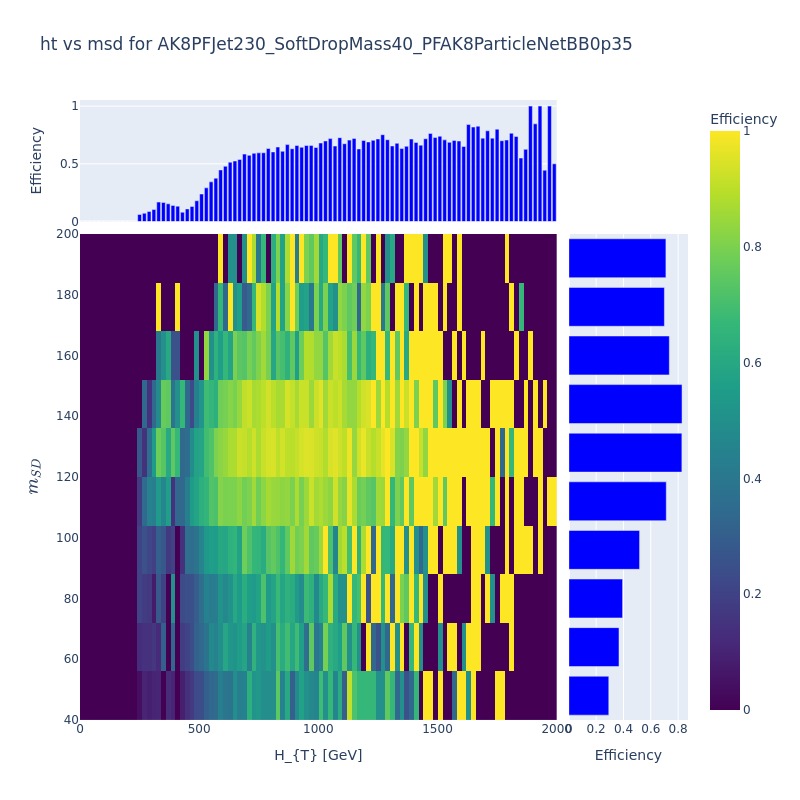 ht vs msd for AK8PFJet230_SoftDropMass40_PFAK8ParticleNetBB0p35
Efficiency
1
0.5
0
Efficiency
1
0.8
0.6
0.4
0.2
0
m_{SD}
200
180
160
140
120
100
80
60
40
0 500 1000 1500 2000
H_{T} [GeV]
0 0.2 0.4 0.6 0.8
Efficiency